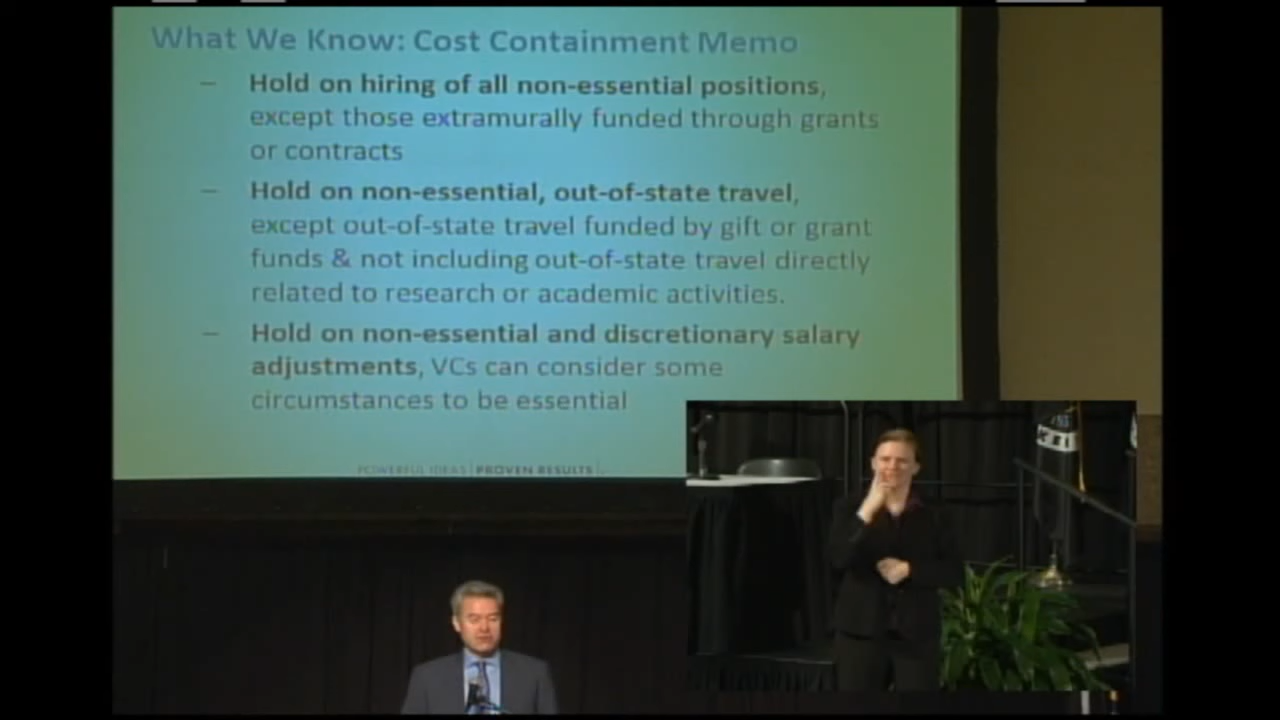 What We Know: Cost Containment Memo
– Hold on hiring of all non-essential positions,
except those extramurally funded through grants
or contracts
– Hold on non-essential, out-of-state travel,
except out-of-state travel funded by gift or grant
funds & not including out-of-state travel directly
related to research or academic activities.
– Hold on non-essential and discretionary salary
adjustments, VCs can consider some
circumstances to be essential
POWERFUL IDEAS | PROVEN RESULTS